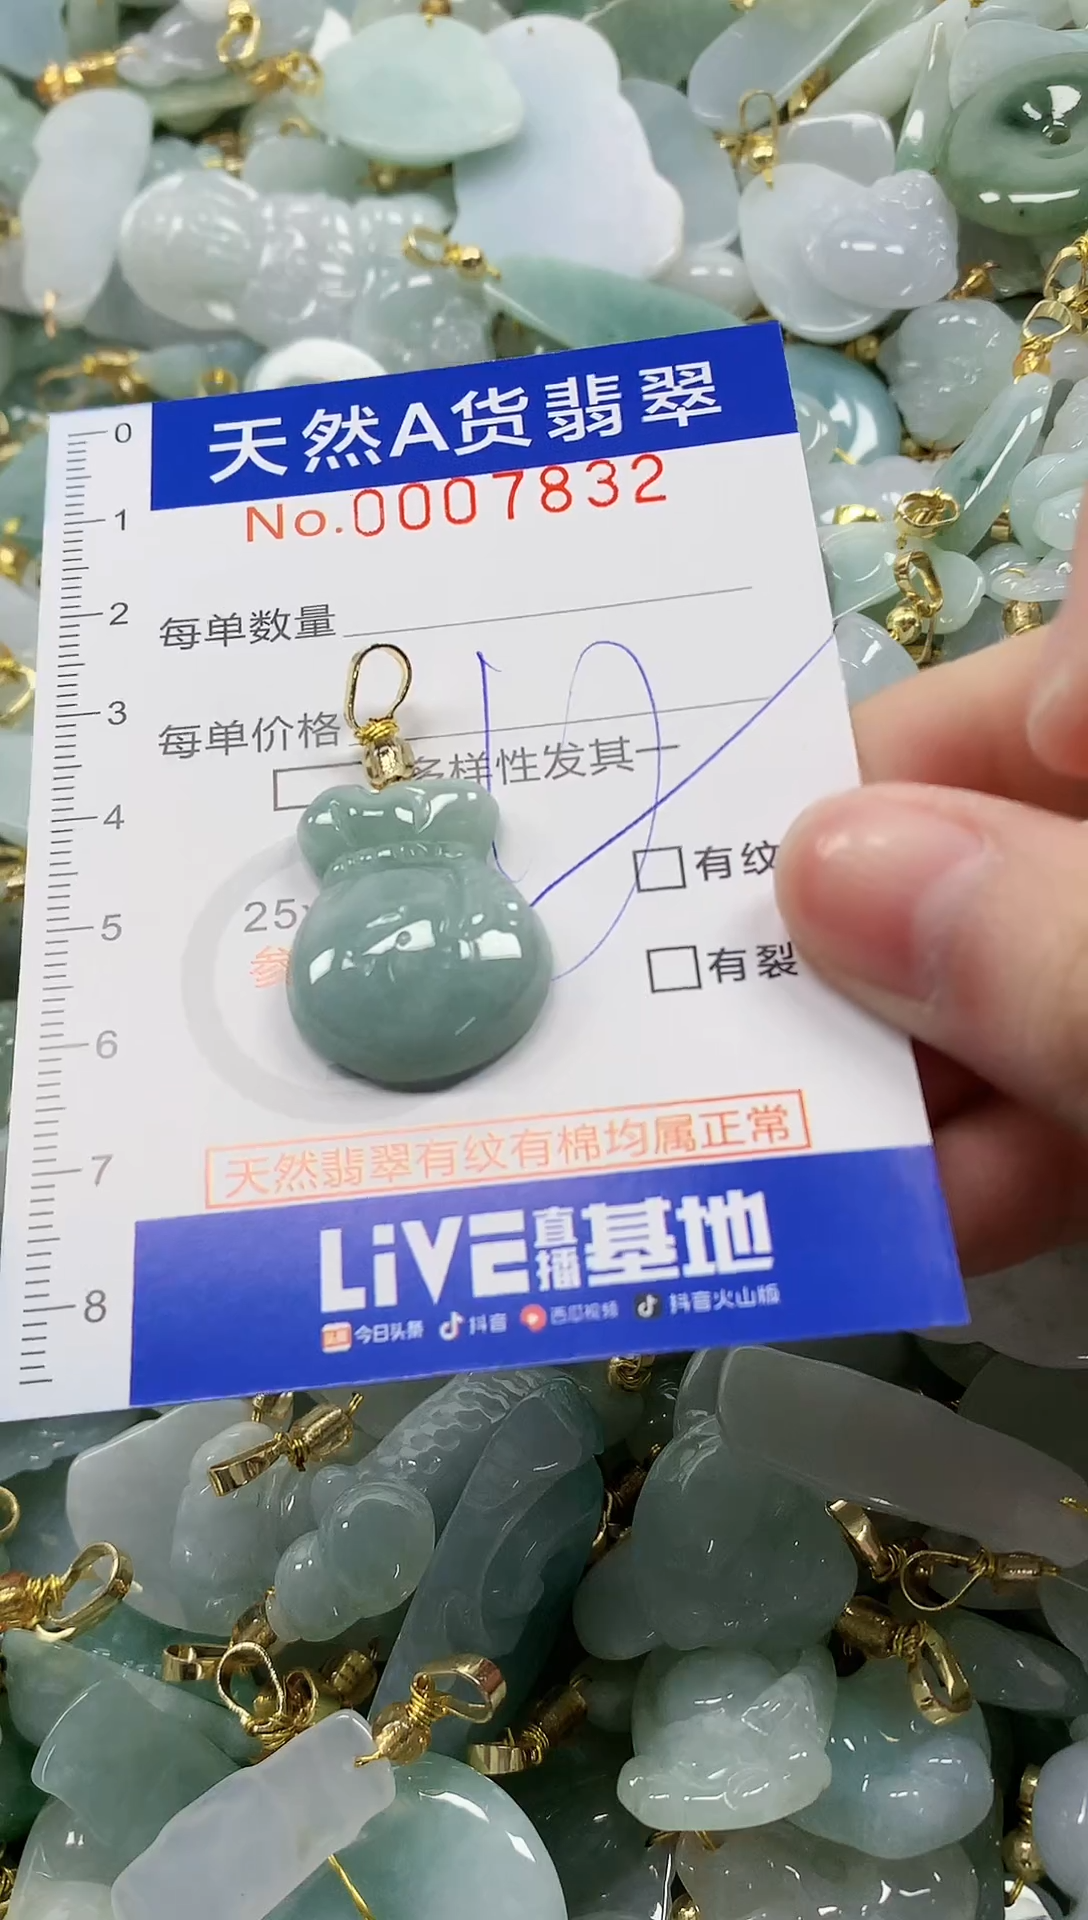 天然A货翡翠
No.0007832
0
1
2
3
4
5
6
7
8
每单数量
每单价格
多样性发其一
有纹
25
参
有裂
天然翡翠有纹有棉均属正常
LiVE直播基地
今日头条 抖音 西瓜视频 抖音火山版